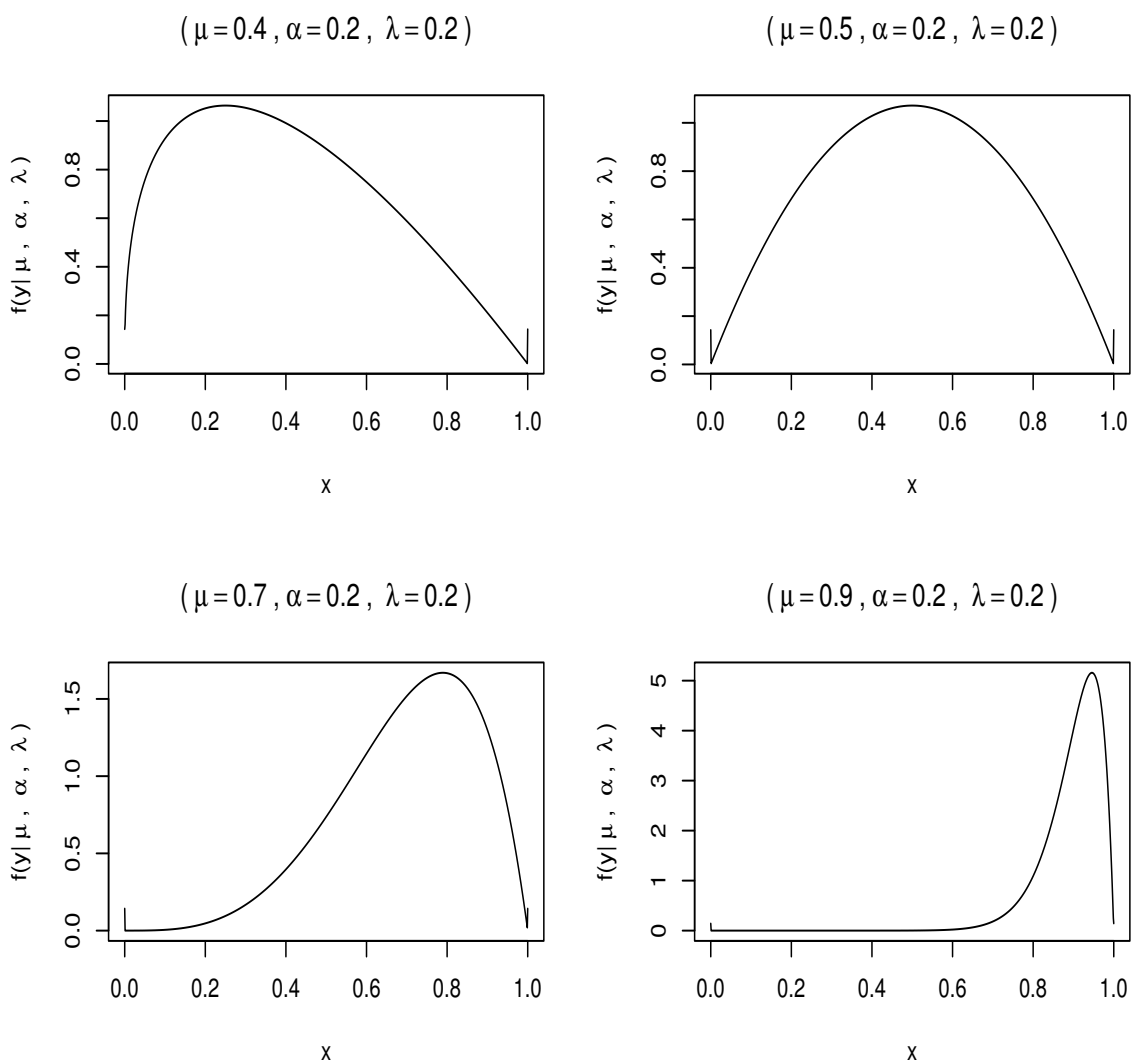 ( μ = 0.4 , α = 0.2 , λ = 0.2 )
f(y| μ , α , λ)
0.0 0.4 0.8
0.0 0.2 0.4 0.6 0.8 1.0
x
( μ = 0.5 , α = 0.2 , λ = 0.2 )
f(y| μ , α , λ)
0.0 0.4 0.8
0.0 0.2 0.4 0.6 0.8 1.0
x
( μ = 0.7 , α = 0.2 , λ = 0.2 )
f(y| μ , α , λ)
0.0 0.5 1.0 1.5
0.0 0.2 0.4 0.6 0.8 1.0
x
( μ = 0.9 , α = 0.2 , λ = 0.2 )
f(y| μ , α , λ)
0 1 2 3 4 5
0.0 0.2 0.4 0.6 0.8 1.0
x